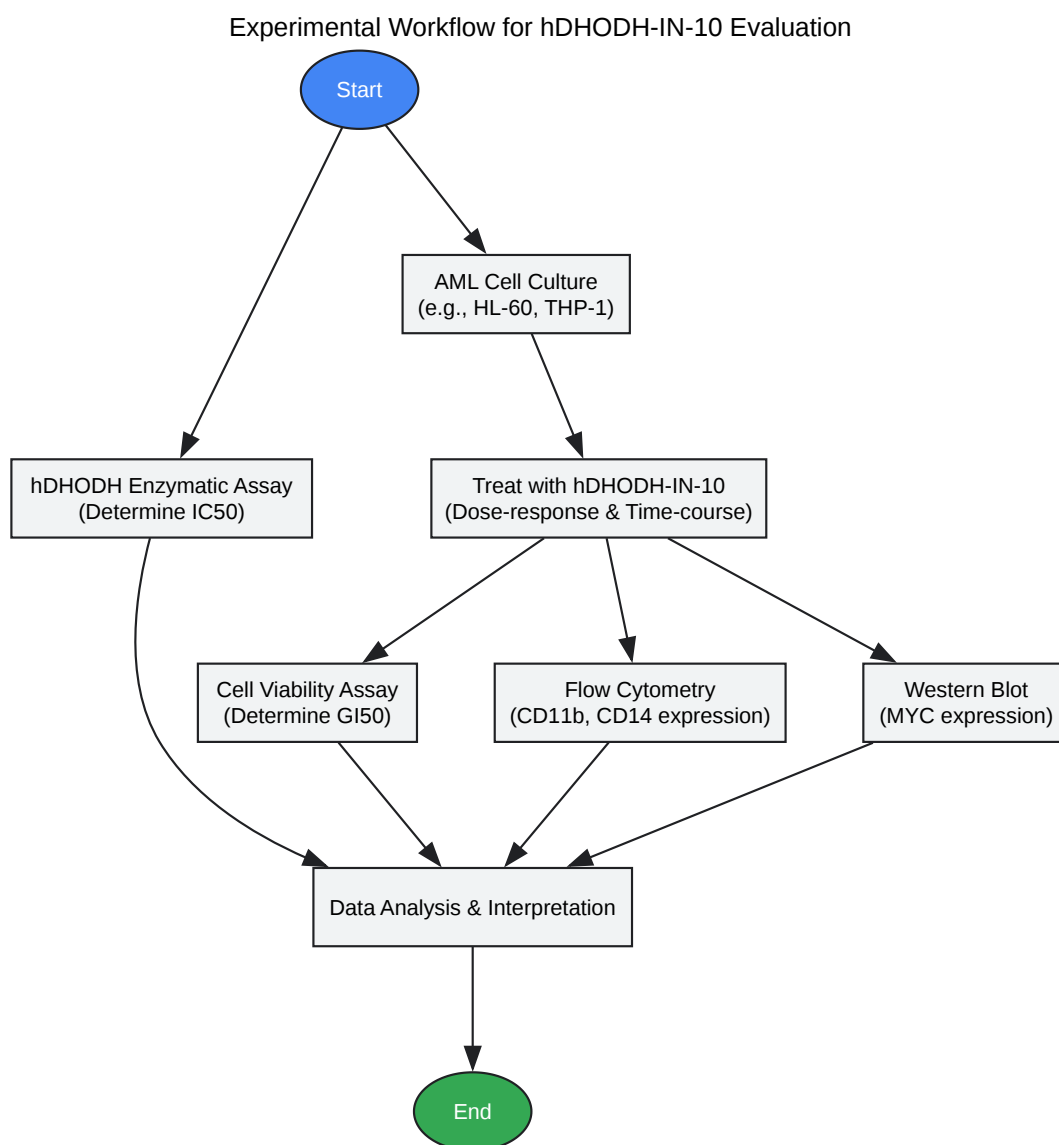 Experimental Workflow for hDHODH-IN-10 Evaluation
Start
AML Cell Culture
(e.g., HL-60, THP-1)
hDHODH Enzymatic Assay
(Determine IC50)
Treat with hDHODH-IN-10
(Dose-response & Time-course)
Cell Viability Assay
(Determine GI50)
Flow Cytometry
(CD11b, CD14 expression)
Western Blot
(MYC expression)
Data Analysis & Interpretation
End